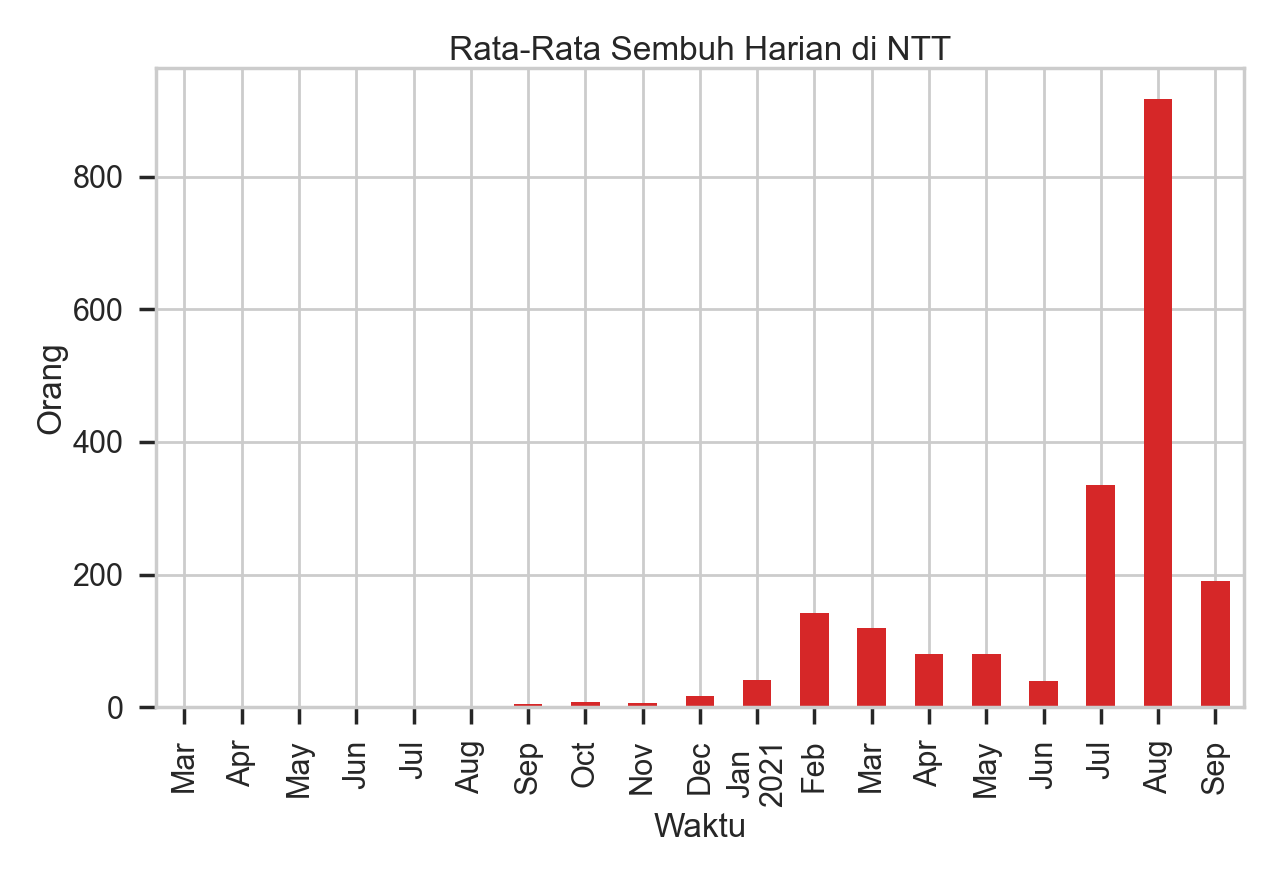 Rata-Rata Sembuh Harian di NTT
Orang
800
600
400
200
0
Mar
Apr
May
Jun
Jul
Aug
Sep
Oct
Nov
Dec
Jan
2021
Feb
Mar
Apr
May
Jun
Jul
Aug
Sep
Waktu